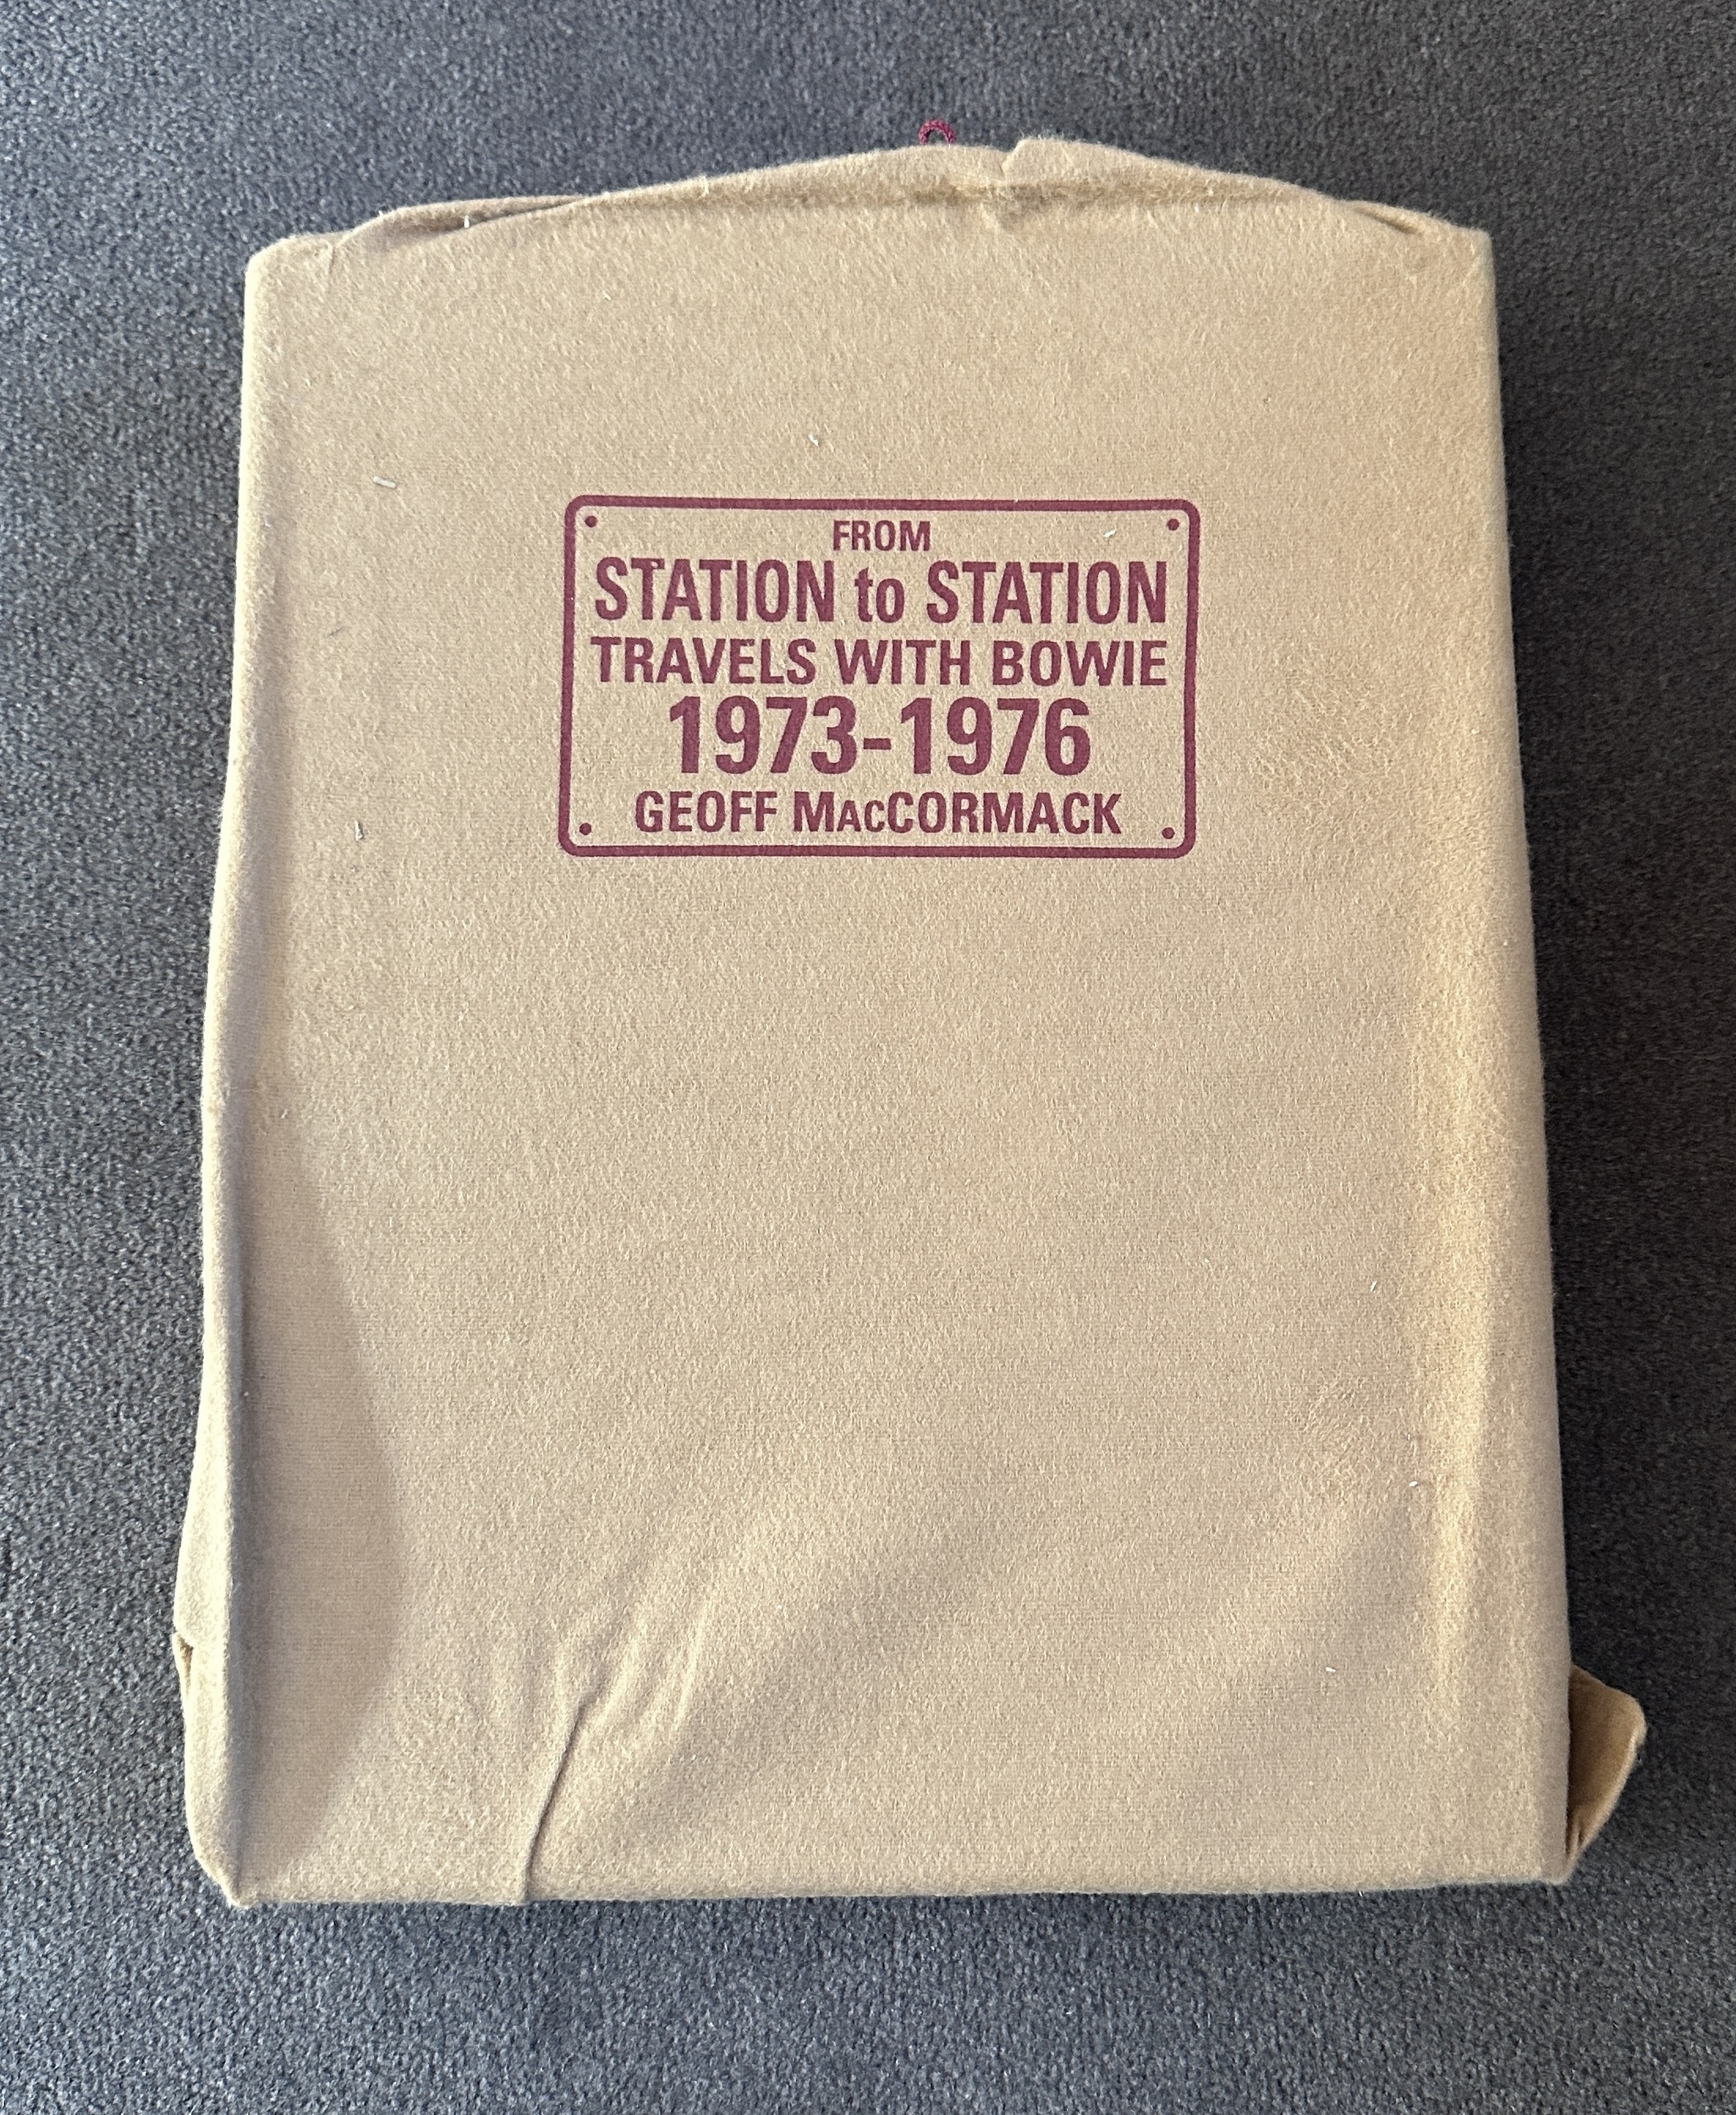 FROM
STATION to STATION
TRAVELS WITH BOWIE
1973-1976
GEOFF MACCORMACK